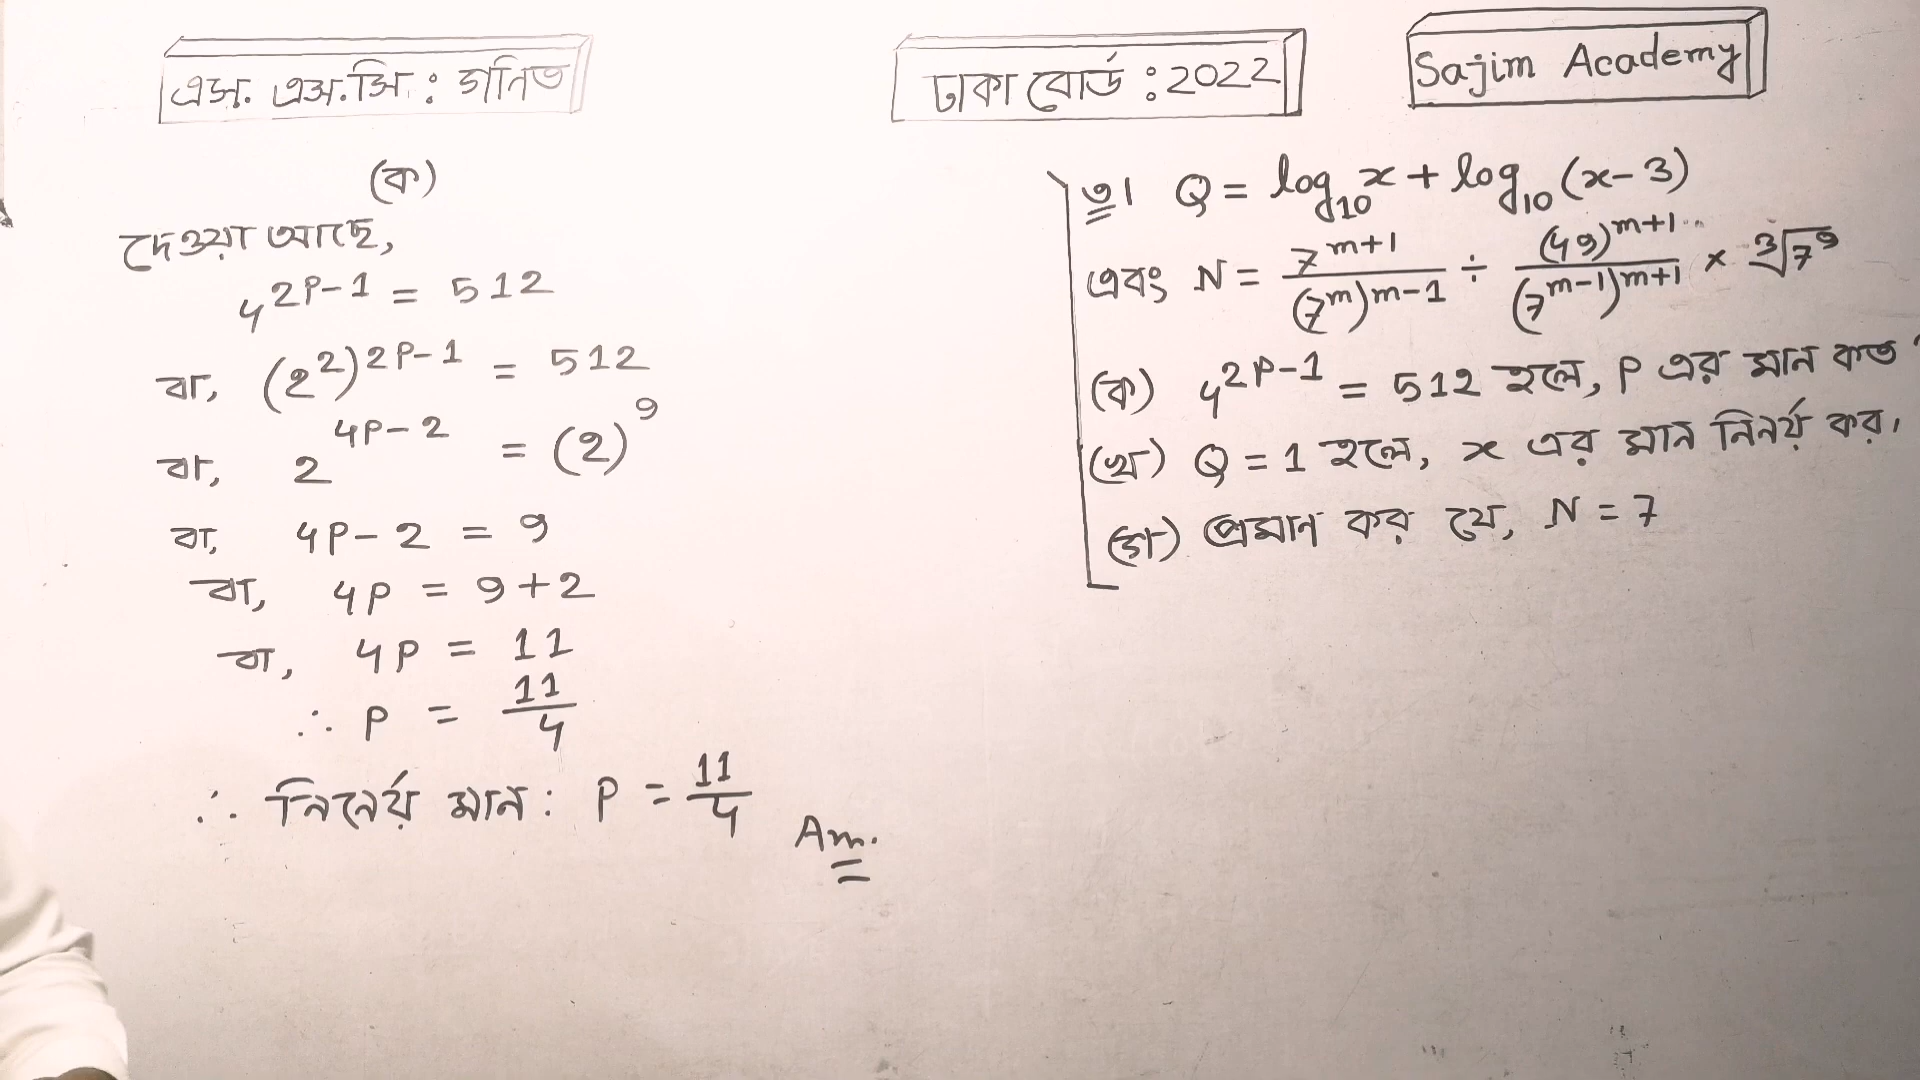 এস. এস.সি : গনিত
ঢাকা বোর্ড : 2022
Sajim Academy
(ক)
দেওয়া আছে,
4^{2P-1} = 512
বা, (2^2)^{2P-1} = 512
বা, 2^{4P-2} = (2)^9
বা, 4P-2 = 9
বা, 4P = 9+2
বা, 4P = 11
∴ P = 11/4
∴ নির্নেয় মান : P = 11/4
Ans.
৩। Q = log_{10} x + log_{10} (x-3)
এবং N = 7^{m+1}/(7^m)^{m-1} ÷ (49)^{m+1}/(7^{m-1})^{m+1} × ∛7^9
(ক) 4^{2P-1} = 512 হলে, P এর মান কত ?
(খ) Q = 1 হলে, x এর মান নির্নয় কর।
(গ) প্রমান কর যে, N = 7